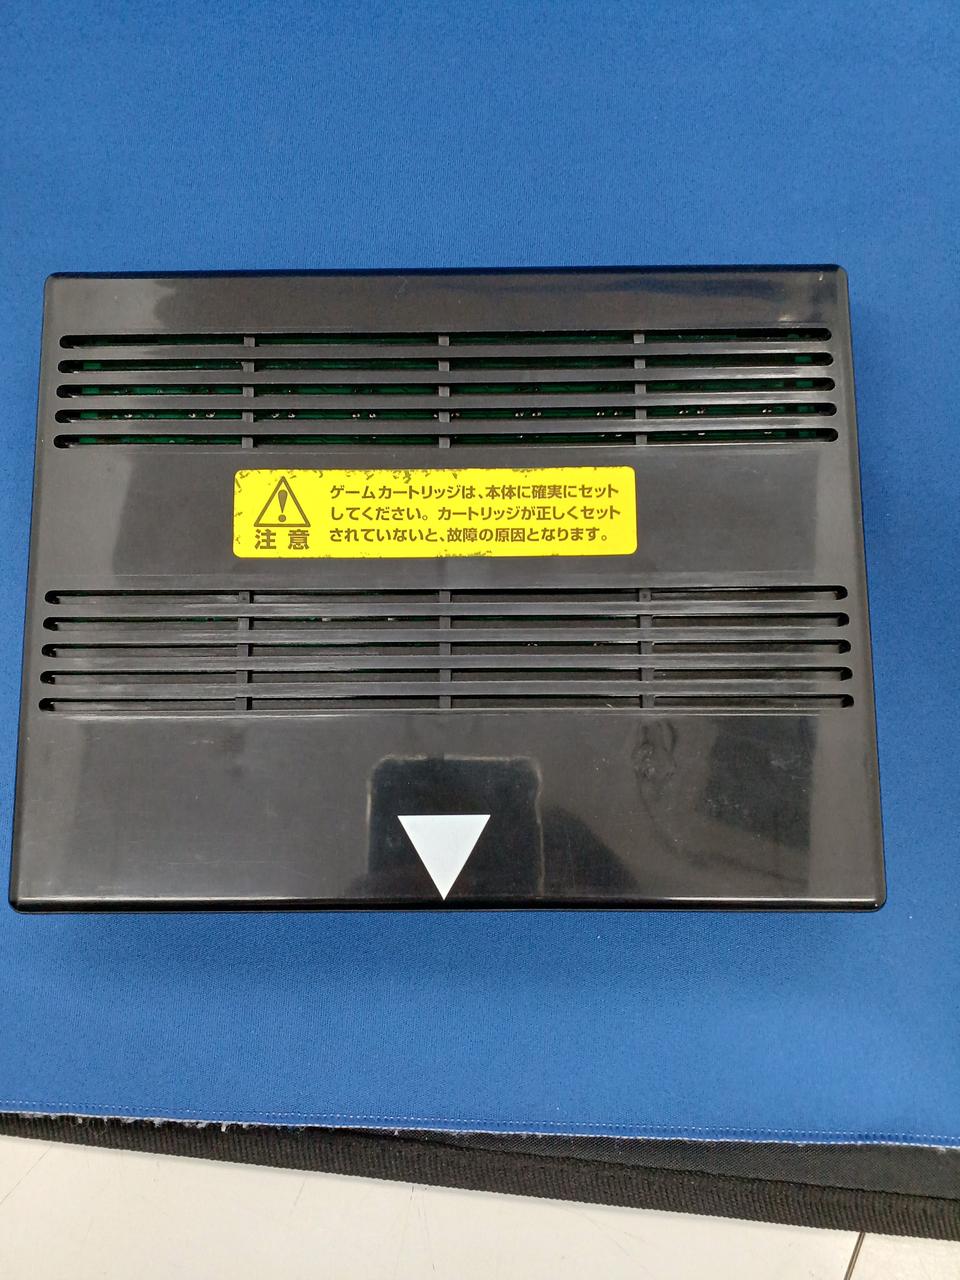 ゲームカートリッジは、本体に確実にセット
してください。カートリッジが正しくセット
されていないと、故障の原因となります。
注意